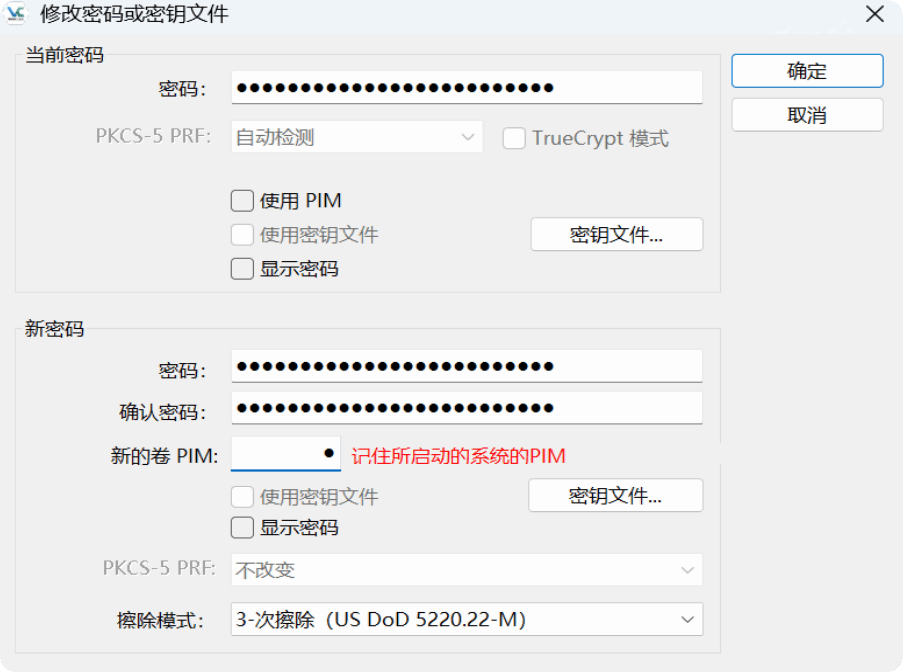 VC 修改密码或密钥文件
当前密码
密码: ●●●●●●●●●●●●●●●●●●●●●●●●●
PKCS-5 PRF: 自动检测 TrueCrypt 模式
使用 PIM
使用密钥文件 密钥文件...
显示密码
确定
取消
新密码
密码: ●●●●●●●●●●●●●●●●●●●●●●●●●
确认密码: ●●●●●●●●●●●●●●●●●●●●●●●●●
新的卷 PIM: ● 记住所启动的系统的PIM
使用密钥文件 密钥文件...
显示密码
PKCS-5 PRF: 不改变
擦除模式: 3-次擦除（US DoD 5220.22-M）